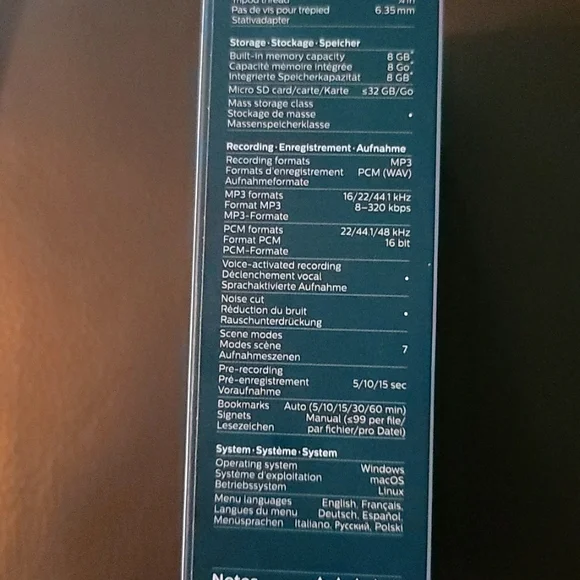 Pas de vis pour trépied 6.35 mm
Stativadapter
Storage·Stockage·Speicher
Built-in memory capacity 8 GB*
Capacité mémoire intégrée 8 Go*
Integrierte Speicherkapazität 8 GB*
Micro SD card/carte/Karte ≤32 GB/Go
Mass storage class
Stockage de masse •
Massenspeicherklasse
Recording·Enregistrement·Aufnahme
Recording formats MP3
Formats d'enregistrement PCM (WAV)
Aufnahmeformate
MP3 formats 16/22/44.1 kHz
Format MP3 8–320 kbps
MP3-Formate
PCM formats 22/44.1/48 kHz
Format PCM 16 bit
PCM-Formate
Voice-activated recording
Déclenchement vocal •
Sprachaktivierte Aufnahme
Noise cut
Réduction du bruit •
Rauschunterdrückung
Scene modes
Modes scène 7
Aufnahmeszenen
Pre-recording
Pré-enregistrement 5/10/15 sec
Voraufnahme
Bookmarks Auto (5/10/15/30/60 min)
Signets Manual (≤99 per file/
Lesezeichen par fichier/pro Datei)
System·Système·System
Operating system Windows
Système d'exploitation macOS
Betriebssystem Linux
Menu languages English, Français,
Langues du menu Deutsch, Español,
Menüsprachen Italiano, Русский, Polski